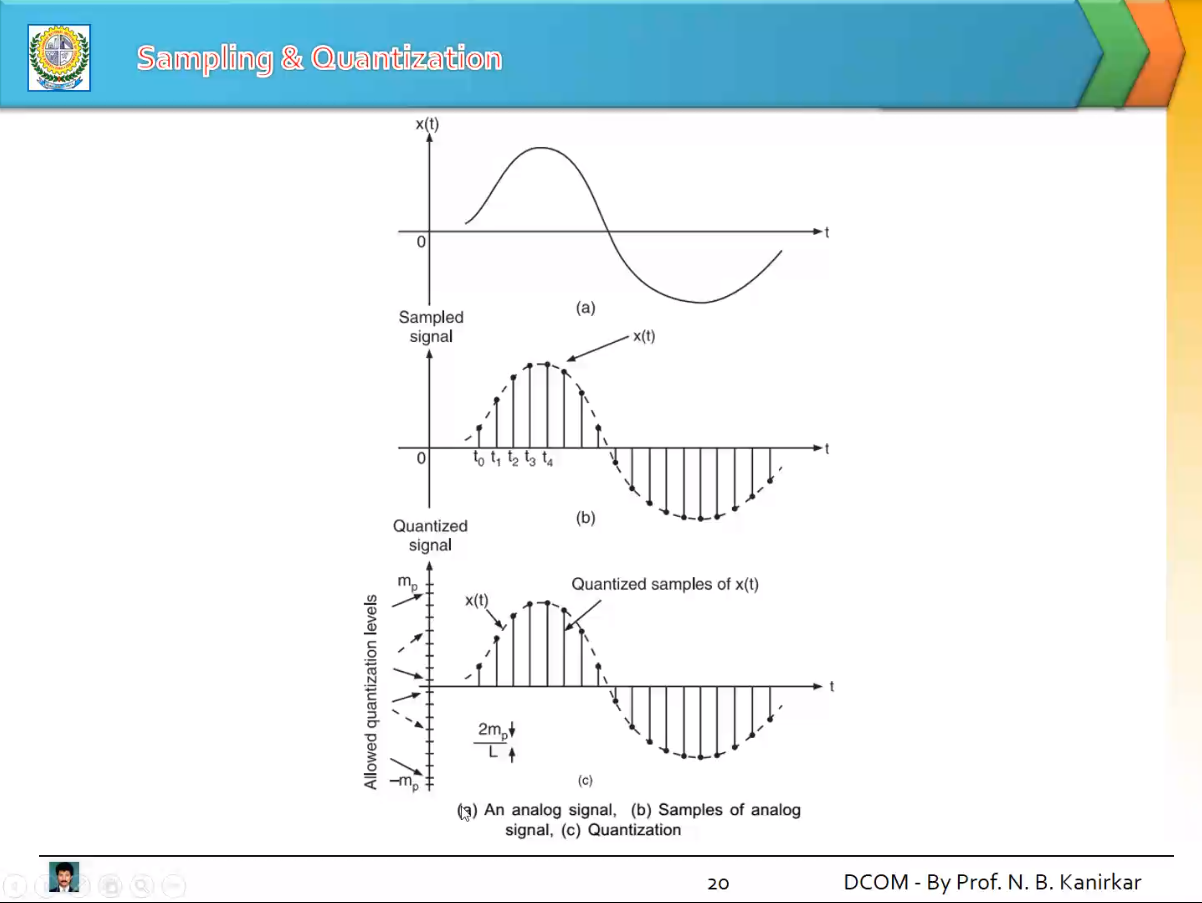 Sampling & Quantization
x(t)
0
t
(a)
Sampled
signal
x(t)
0
t₀ t₁ t₂ t₃ t₄
t
(b)
Quantized
signal
Allowed quantization levels
mₚ
x(t)
Quantized samples of x(t)
t
2mₚ
L
–mₚ
(c)
(a) An analog signal, (b) Samples of analog
signal, (c) Quantization
20
DCOM - By Prof. N. B. Kanirkar